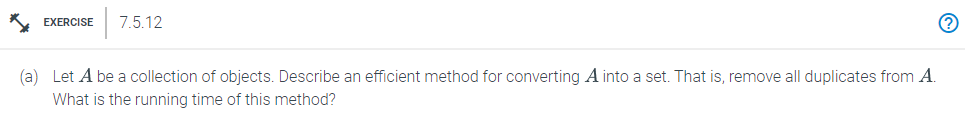 EXERCISE 7.5.12
(a) Let A be a collection of objects. Describe an efficient method for converting A into a set. That is, remove all duplicates from A.
What is the running time of this method?